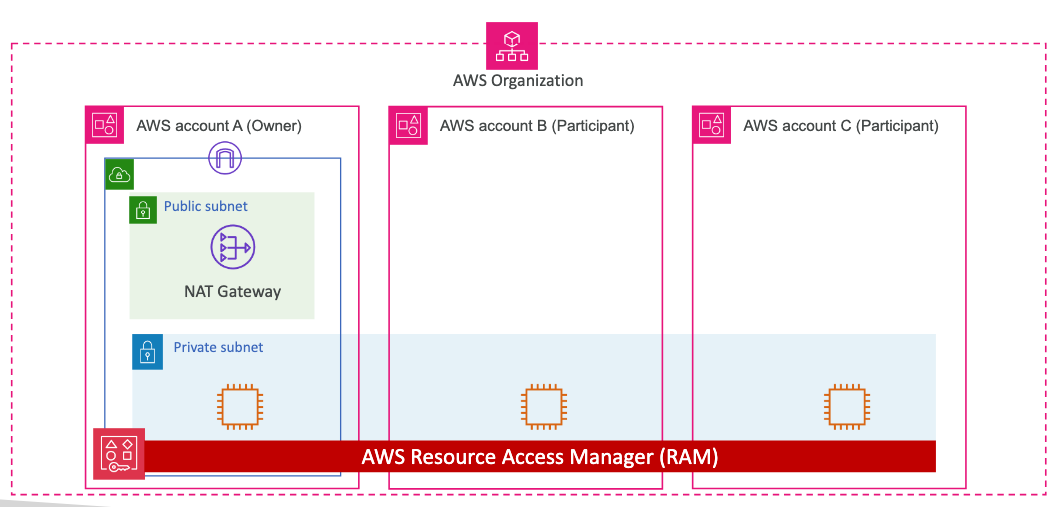 AWS Organization
AWS account A (Owner)
AWS account B (Participant)
AWS account C (Participant)
Public subnet
NAT Gateway
Private subnet
AWS Resource Access Manager (RAM)